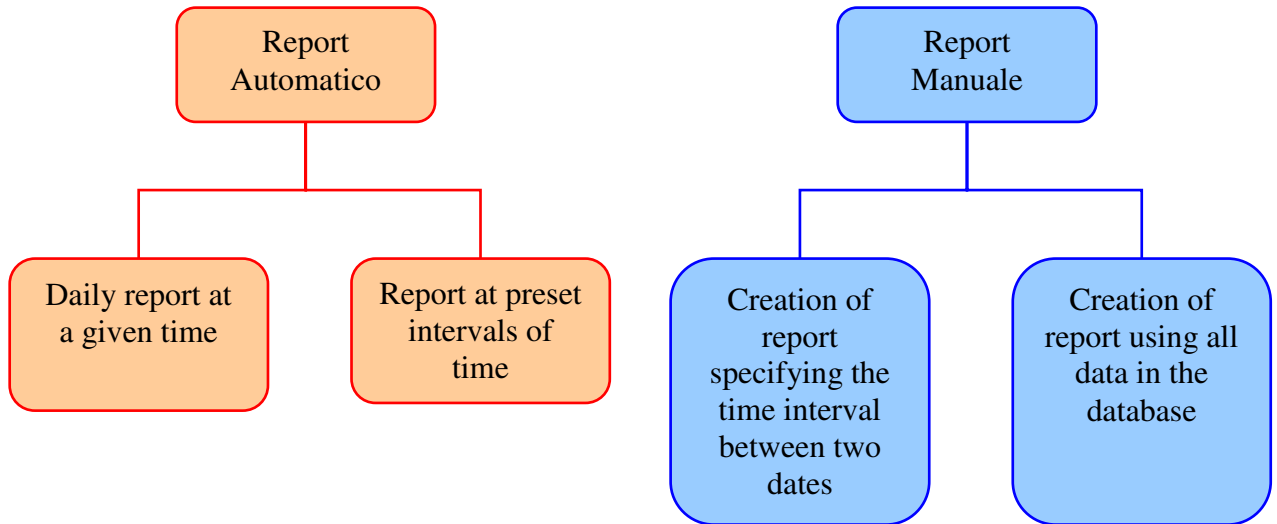 Report
Automatico
Report
Manuale
Daily report at
a given time
Report at preset
intervals of
time
Creation of
report
specifying the
time interval
between two
dates
Creation of
report using all
data in the
database